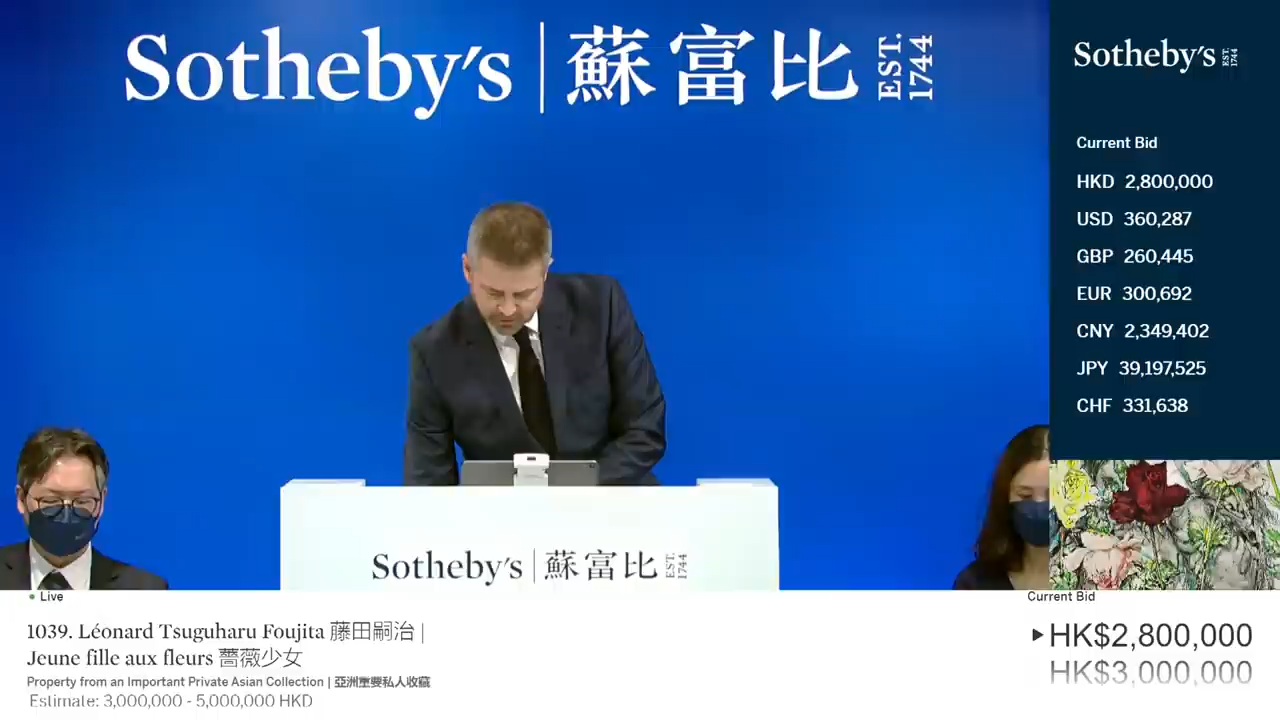 Sotheby's | 蘇富比 EST. 1744
Sotheby's EST. 1744
Current Bid
HKD 2,800,000
USD 360,287
GBP 260,445
EUR 300,692
CNY 2,349,402
JPY 39,197,525
CHF 331,638
Sotheby's | 蘇富比 EST. 1744
Live
Current Bid
1039. Léonard Tsuguharu Foujita 藤田嗣治 |
Jeune fille aux fleurs 薔薇少女
Property from an Important Private Asian Collection | 亞洲重要私人收藏
Estimate: 3,000,000 - 5,000,000 HKD
HK$2,800,000
HK$3,000,000